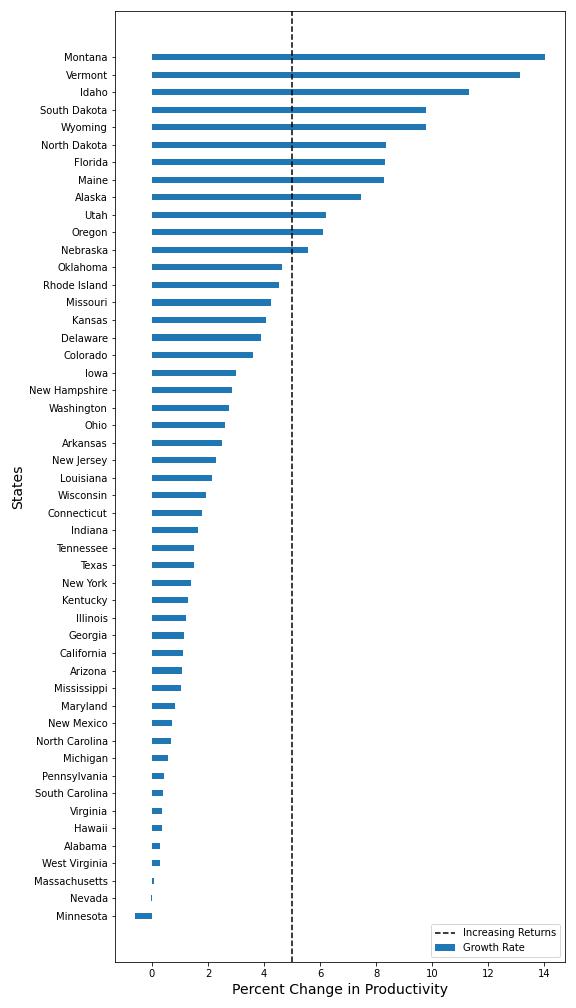 Montana
Vermont
Idaho
South Dakota
Wyoming
North Dakota
Florida
Maine
Alaska
Utah
Oregon
Nebraska
Oklahoma
Rhode Island
Missouri
Kansas
Delaware
Colorado
Iowa
New Hampshire
Washington
Ohio
Arkansas
New Jersey
Louisiana
Wisconsin
Connecticut
Indiana
Tennessee
Texas
New York
Kentucky
Illinois
Georgia
California
Arizona
Mississippi
Maryland
New Mexico
North Carolina
Michigan
Pennsylvania
South Carolina
Virginia
Hawaii
Alabama
West Virginia
Massachusetts
Nevada
Minnesota
States
Increasing Returns
Growth Rate
0 2 4 6 8 10 12 14
Percent Change in Productivity